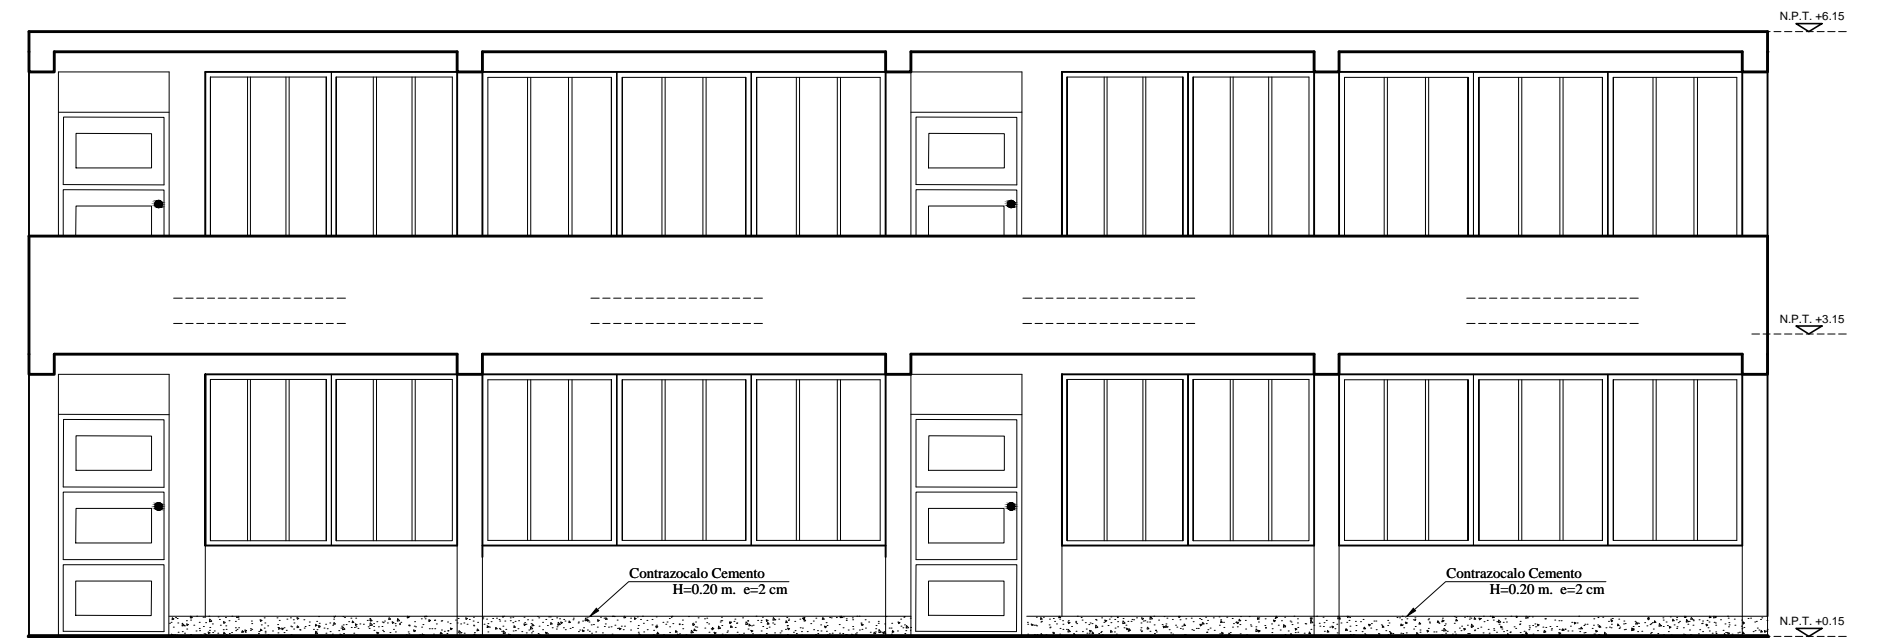 N.P.T. +6.15
N.P.T. +3.15
Contrazocalo Cemento
H=0.20 m. e=2 cm
Contrazocalo Cemento
H=0.20 m. e=2 cm
N.P.T. +0.15